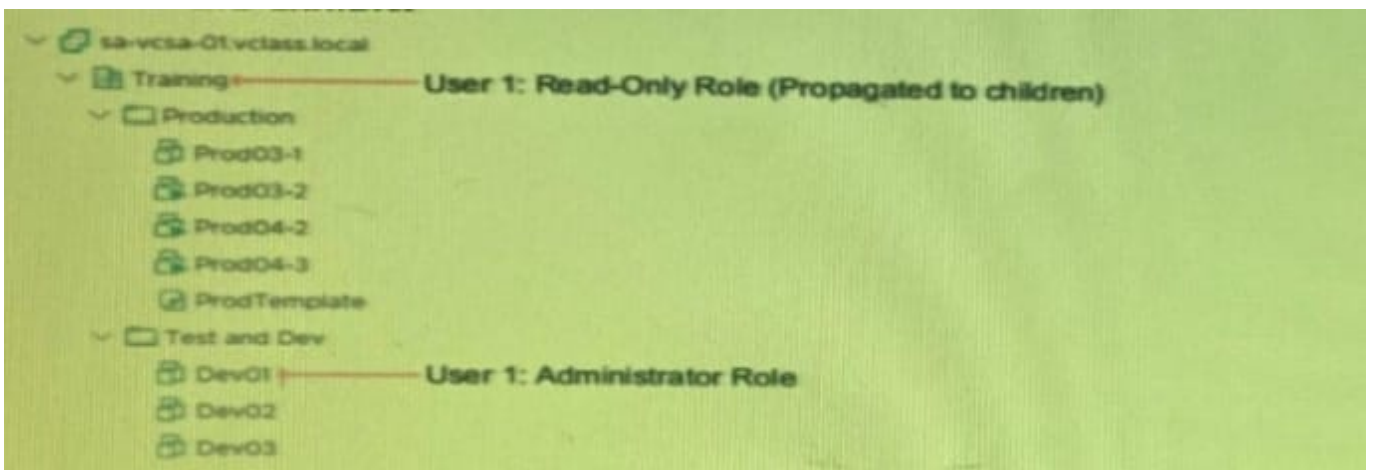 sa-vcsa-01.vclass.local
Training User 1: Read-Only Role (Propagated to children)
Production
Prod03-1
Prod03-2
Prod04-2
Prod04-3
ProdTemplate
Test and Dev
Dev01 User 1: Administrator Role
Dev02
Dev03